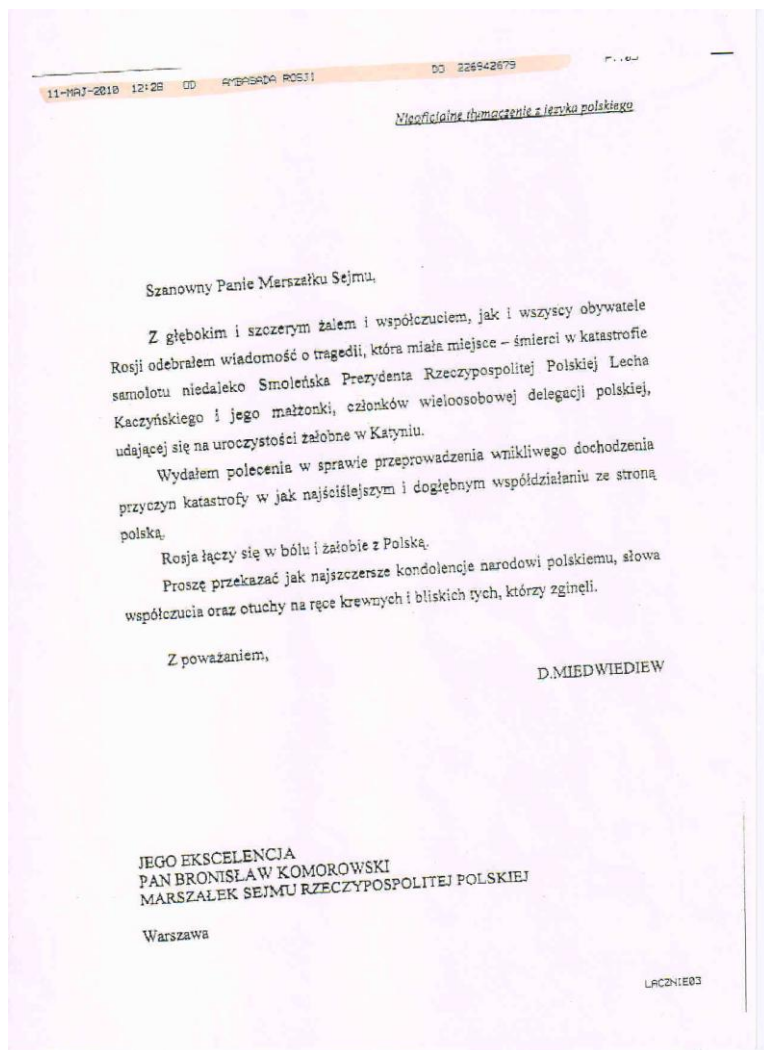 11-MAJ-2010 12:28 OD AMBASADA ROSJI DO 226942679
Nieoficjalne tłumaczenie z języka polskiego
Szanowny Panie Marszałku Sejmu,
Z głębokim i szczerym żalem i współczuciem, jak i wszyscy obywatele
Rosji odebrałem wiadomość o tragedii, która miała miejsce – śmierci w katastrofie
samolotu niedaleko Smoleńska Prezydenta Rzeczypospolitej Polskiej Lecha
Kaczyńskiego i jego małżonki, członków wieloosobowej delegacji polskiej,
udającej się na uroczystości żałobne w Katyniu.
Wydałem polecenia w sprawie przeprowadzenia wnikliwego dochodzenia
przyczyn katastrofy w jak najściślejszym i dogłębnym współdziałaniu ze stroną
polską.
Rosja łączy się w bólu i żałobie z Polską.
Proszę przekazać jak najszczersze kondolencje narodowi polskiemu, słowa
współczucia oraz otuchy na ręce krewnych i bliskich tych, którzy zginęli.
Z poważaniem,
D.MIEDWIEDIEW
JEGO EKSCELENCJA
PAN BRONISŁAW KOMOROWSKI
MARSZAŁEK SEJMU RZECZYPOSPOLITEJ POLSKIEJ
Warszawa
ŁĄCZNIE03